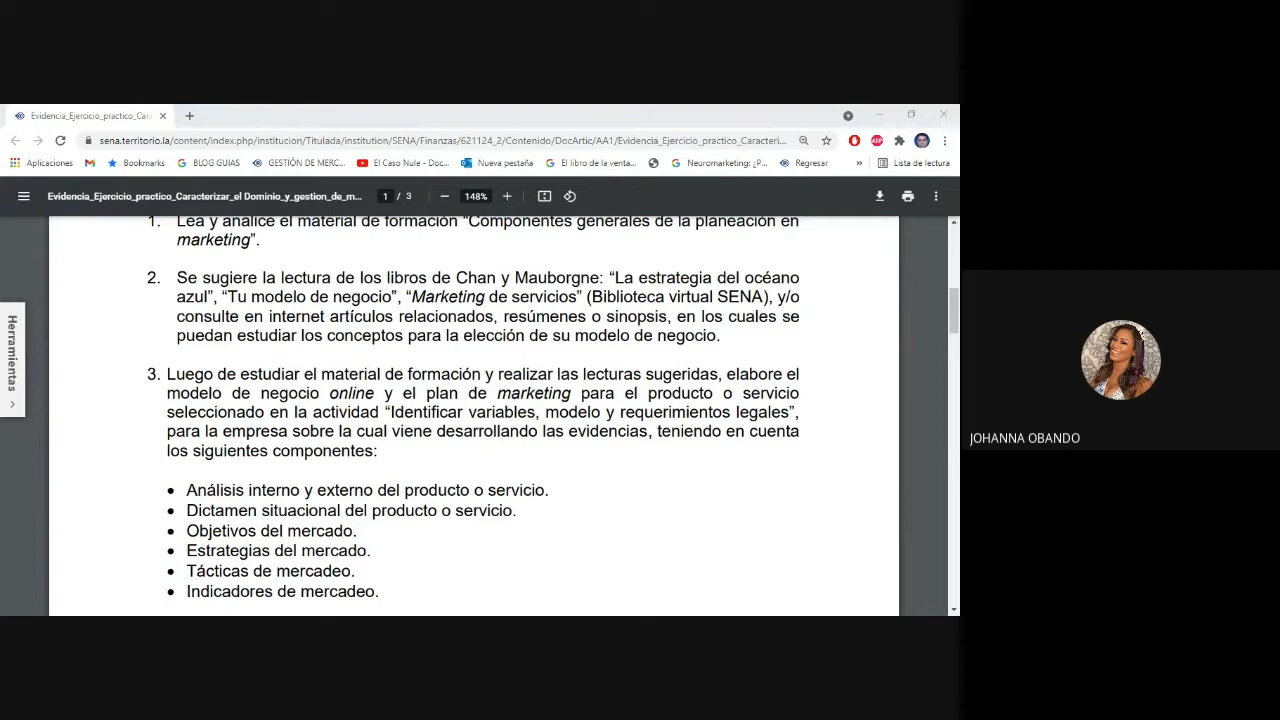 Evidencia_Ejercicio_practico_Cara
sena.territorio.la/content/index.php/institucion/Titulada/institution/SENA/Finanzas/621124_2/Contenido/DocArtic/AA1/Evidencia_Ejercicio_practico_Caracteri...
Aplicaciones M Bookmarks BLOG GUIAS GESTIÓN DE MERC... El Caso Nule - Doc... Nueva pestaña El libro de la venta... Neuromarketing: ¿P... Regresar » Lista de lectura
Evidencia_Ejercicio_practico_Caracterizar_el Dominio_y_gestion_de_m... 1 / 3 148%
1. Lea y analice el material de formación “Componentes generales de la planeación en
marketing”.
2. Se sugiere la lectura de los libros de Chan y Mauborgne: “La estrategia del océano
azul”, “Tu modelo de negocio”, “Marketing de servicios” (Biblioteca virtual SENA), y/o
consulte en internet artículos relacionados, resúmenes o sinopsis, en los cuales se
puedan estudiar los conceptos para la elección de su modelo de negocio.
3. Luego de estudiar el material de formación y realizar las lecturas sugeridas, elabore el
modelo de negocio online y el plan de marketing para el producto o servicio
seleccionado en la actividad “Identificar variables, modelo y requerimientos legales”,
para la empresa sobre la cual viene desarrollando las evidencias, teniendo en cuenta
los siguientes componentes:
• Análisis interno y externo del producto o servicio.
• Dictamen situacional del producto o servicio.
• Objetivos del mercado.
• Estrategias del mercado.
• Tácticas de mercadeo.
• Indicadores de mercadeo.
Herramientas
JOHANNA OBANDO